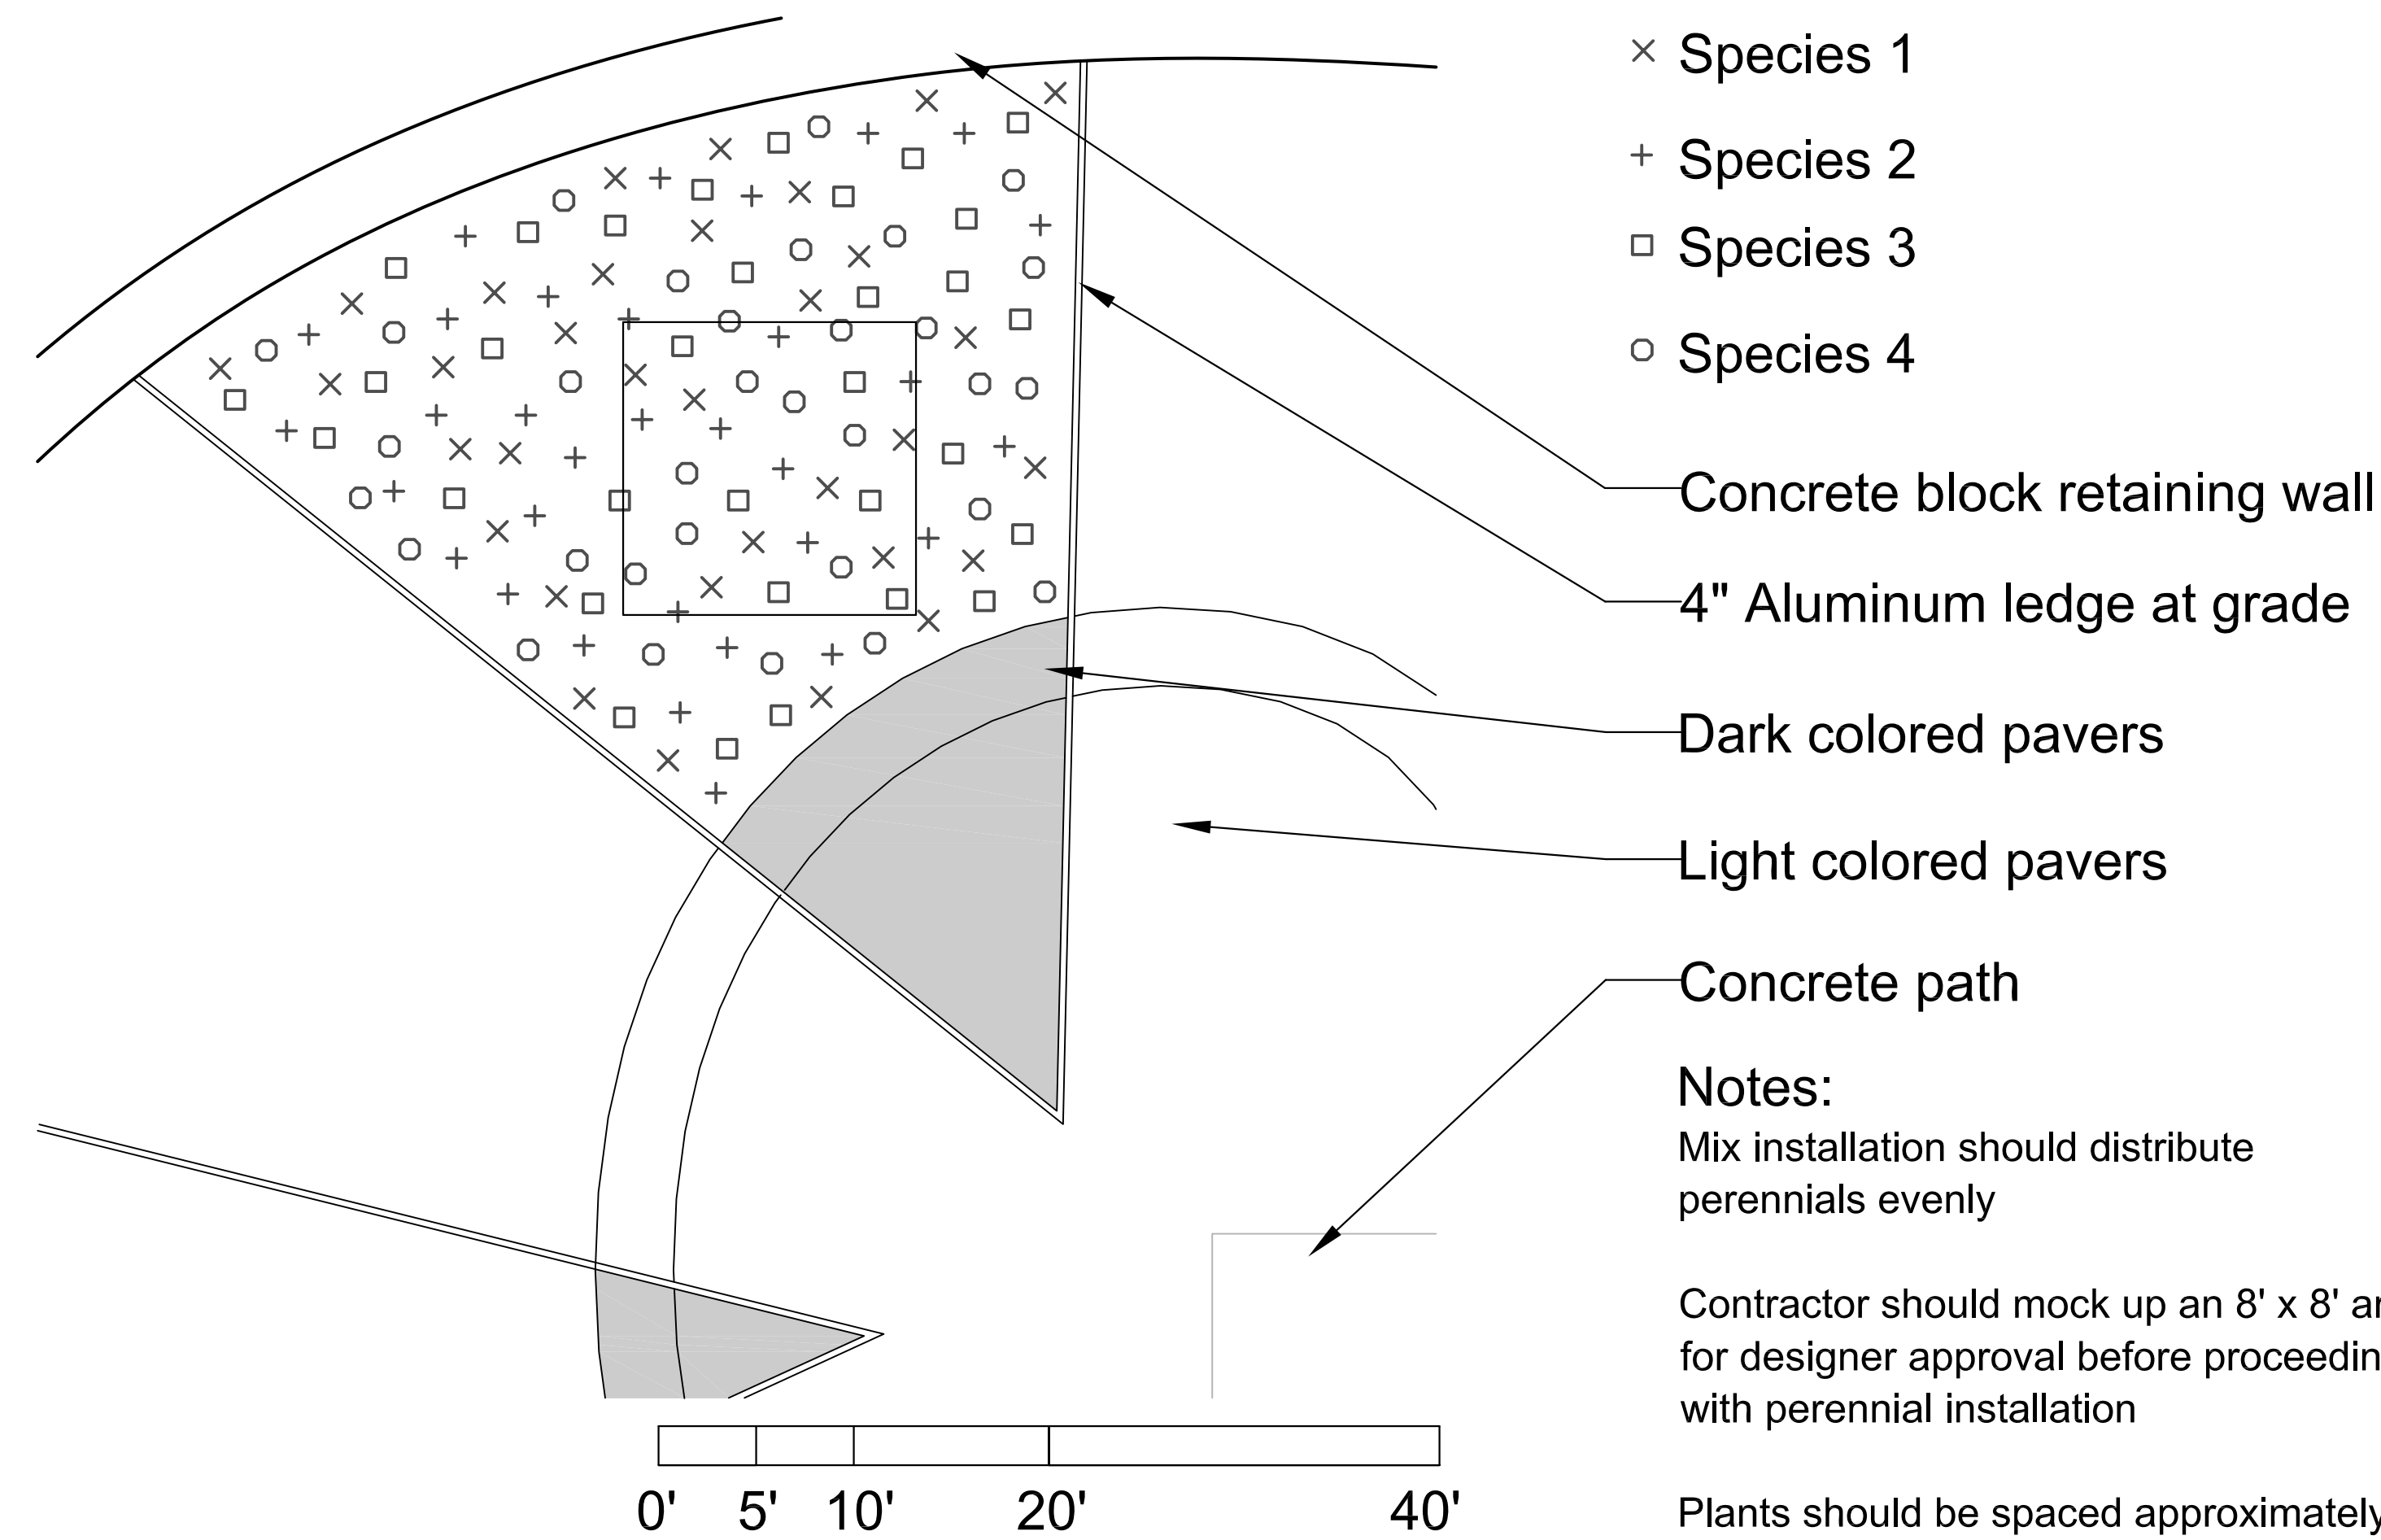 Species 1
Species 2
Species 3
Species 4
Concrete block retaining wall
4" Aluminum ledge at grade
Dark colored pavers
Light colored pavers
Concrete path
Notes:
Mix installation should distribute
perennials evenly
Contractor should mock up an 8' x 8'
for designer approval before
with perennial installation
Plants should be spaced approximately
0' 5' 10' 20' 40'